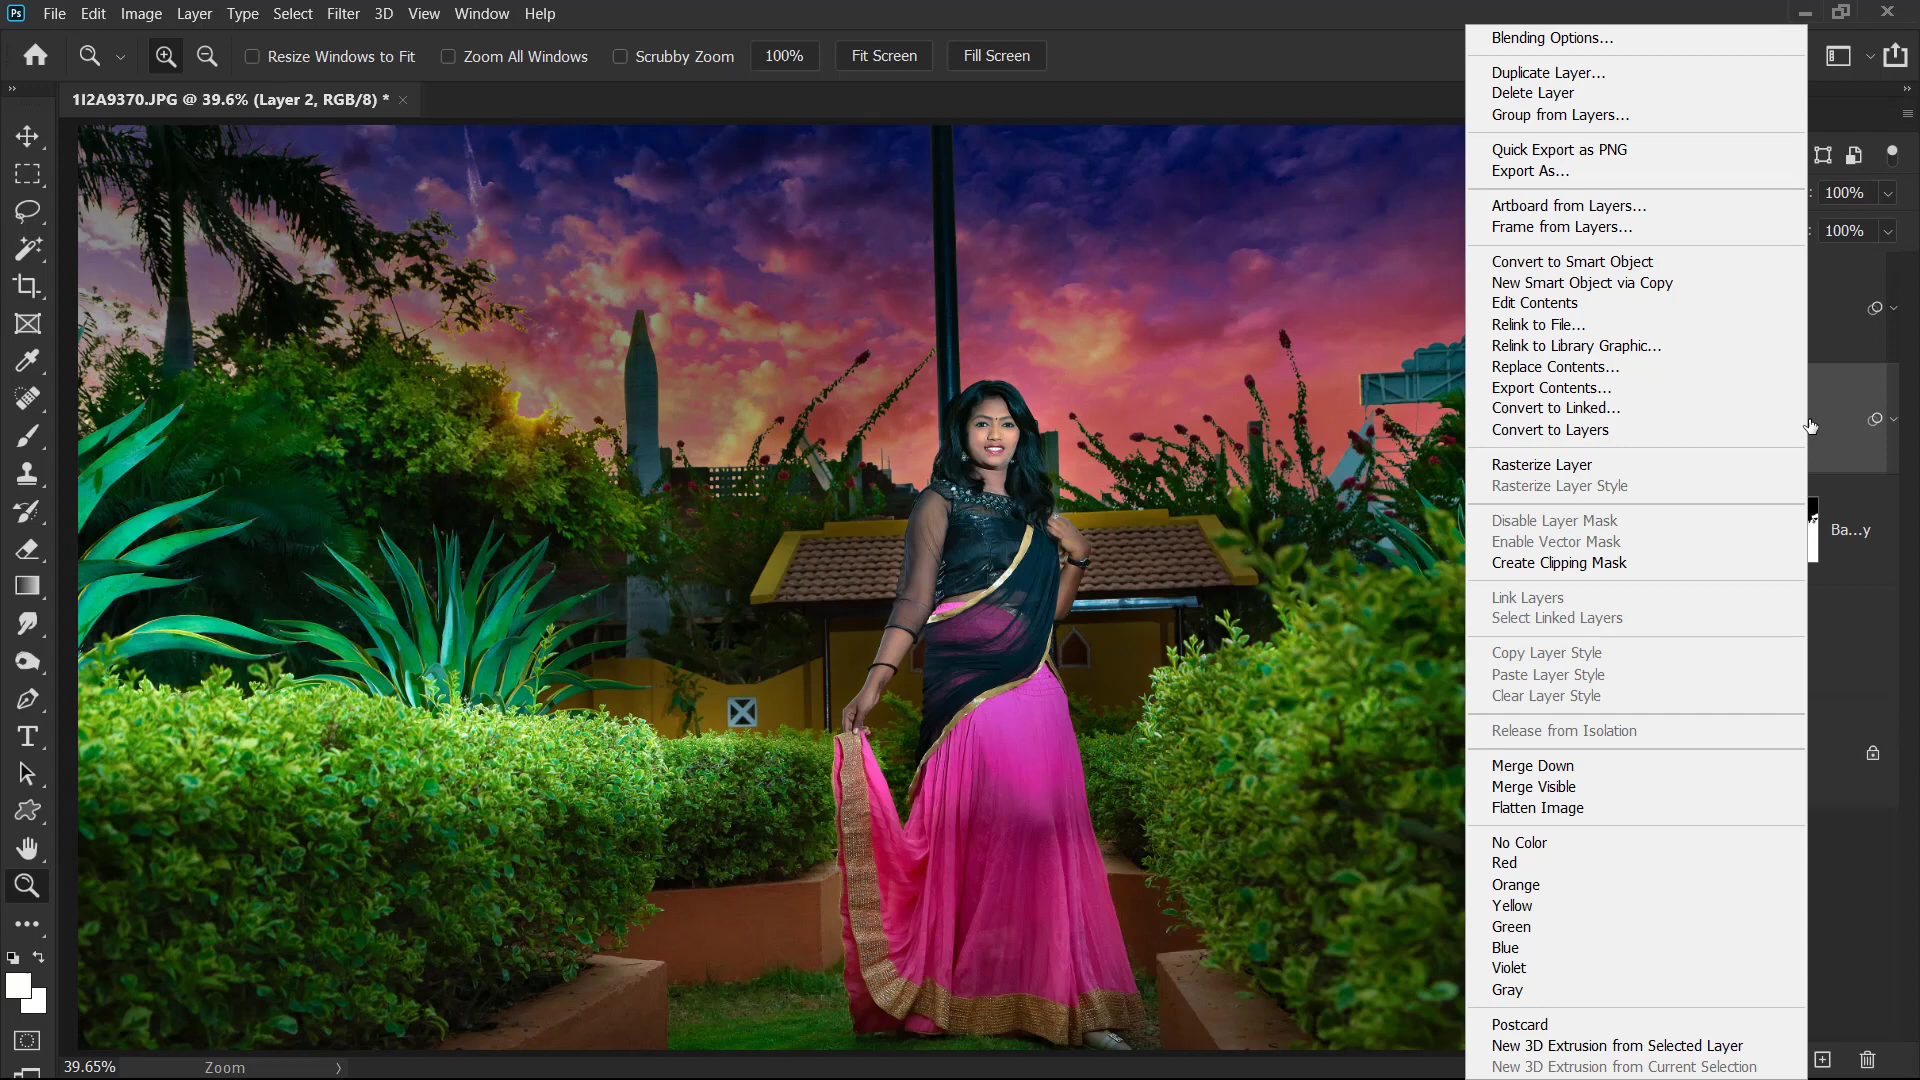 Ps File Edit Image Layer Type Select Filter 3D View Window Help
Resize Windows to Fit Zoom All Windows Scrubby Zoom 100% Fit Screen Fill Screen
1I2A9370.JPG @ 39.6% (Layer 2, RGB/8) *
Blending Options...
Duplicate Layer...
Delete Layer
Group from Layers...
Quick Export as PNG
Export As...
Artboard from Layers...
Frame from Layers...
Convert to Smart Object
New Smart Object via Copy
Edit Contents
Relink to File...
Relink to Library Graphic...
Replace Contents...
Export Contents...
Convert to Linked...
Convert to Layers
Rasterize Layer
Rasterize Layer Style
Disable Layer Mask
Enable Vector Mask
Create Clipping Mask
Link Layers
Select Linked Layers
Copy Layer Style
Paste Layer Style
Clear Layer Style
Release from Isolation
Merge Down
Merge Visible
Flatten Image
No Color
Red
Orange
Yellow
Green
Blue
Violet
Gray
Postcard
New 3D Extrusion from Selected Layer
New 3D Extrusion from Current Selection
: 100%
: 100%
Ba...y
39.65% Zoom